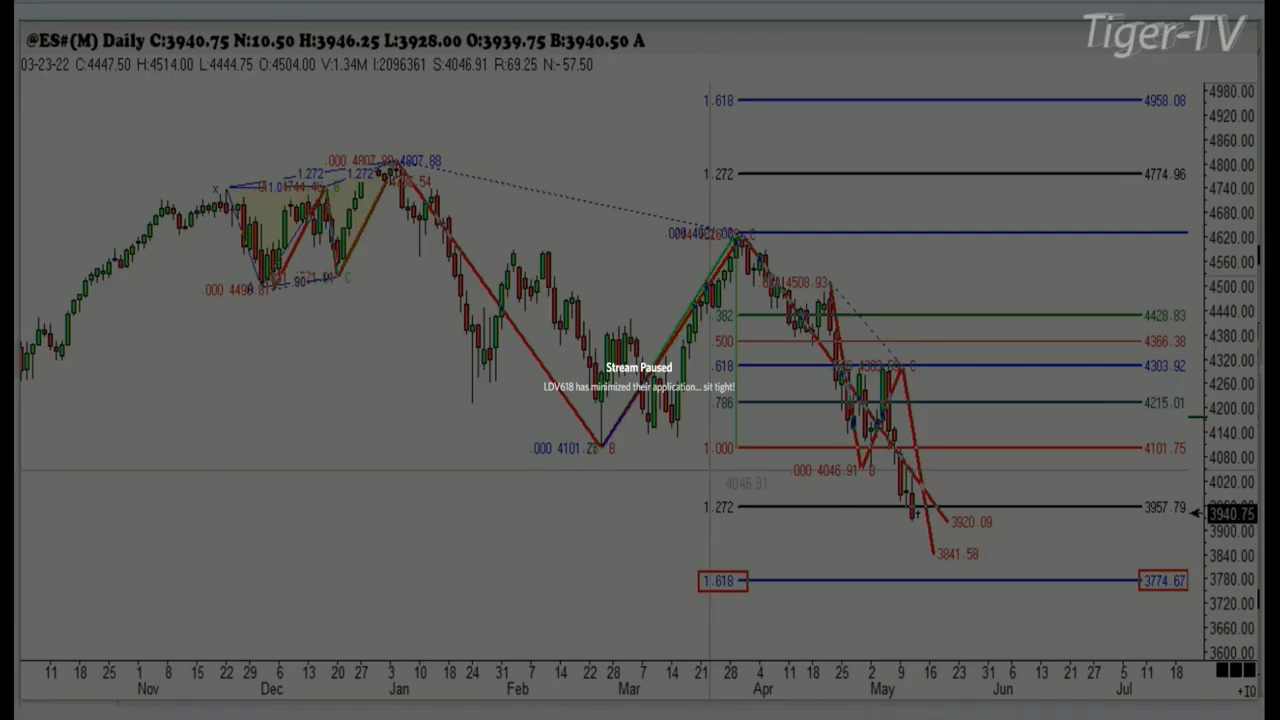 Tiger-TV
@ES#(M) Daily C:3940.75 N:10.50 H:3946.25 L:3928.00 O:3939.75 B:3940.50 A
03-23-22 C:4447.50 H:4514.00 L:4444.75 O:4504.00 V:1.34M I:2096361 S:4046.91 R:69.25 N:-57.50
4980.00
1.618 4958.08
4920.00
4860.00
.000 4807.88 4807.88
4800.00
1.272 1.272
1.272 4774.96
X B
4740.00
4680.00
C
4620.00
4560.00
.000 4508.93
4500.00
.90 C
4440.00
.382 4428.83
4380.00
.500 4366.38
4320.00
Stream Paused
.618 C 4303.92
LDV618 has minimized their application... sit tight!
4260.00
.786 4215.01
4200.00
4140.00
.000 4101.28 B
1.000 4101.75
4080.00
.000 4046.91 B
4046.91
4020.00
1.272 3957.79
3940.75
3920.09
3900.00
3841.58
3840.00
1.618 3774.67
3780.00
3720.00
3660.00
3600.00
11 18 25 1 8 15 22 29 6 13 20 27 3 10 18 24 31 7 14 22 28 7 14 21 28 4 11 18 25 2 9 16 23 31 6 13 21 27 5 11 18
Nov Dec Jan Feb Mar Apr May Jun Jul
+10